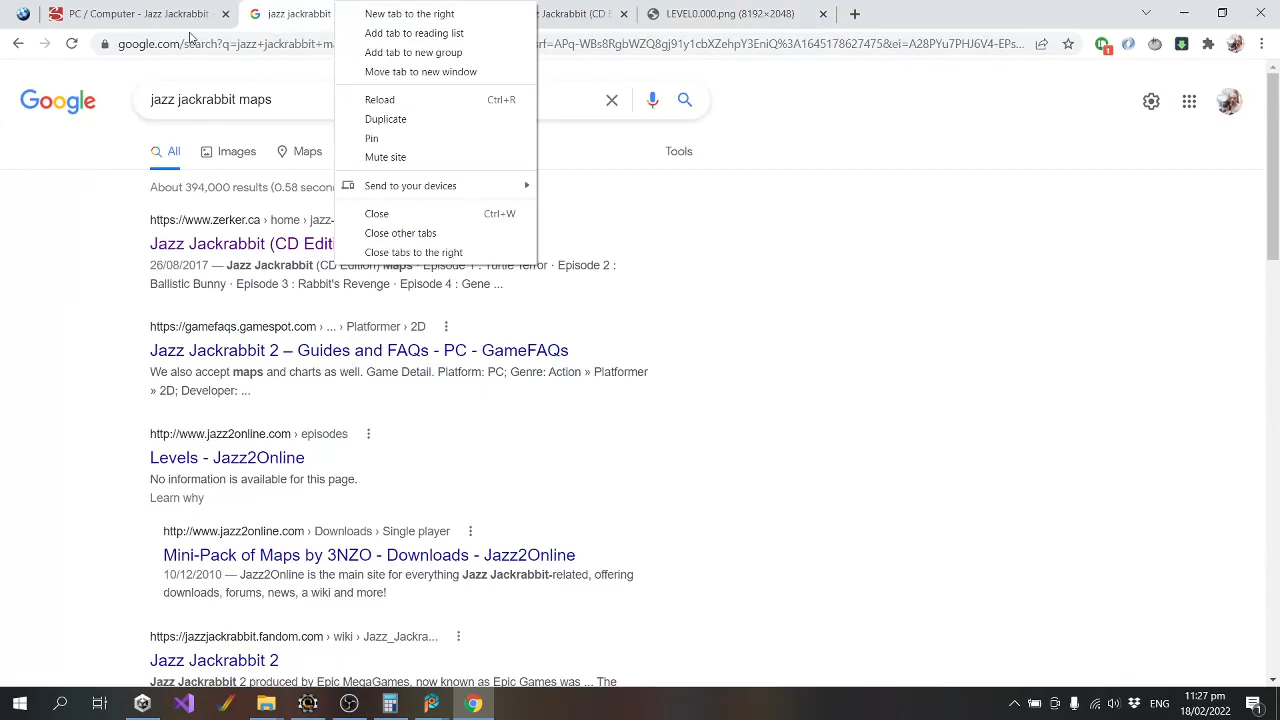 PC / Computer - Jazz Jackrabbit
jazz jackrabbit
Jazz Jackrabbit (CD E
LEVEL0000.png (8192×2048)
New tab to the right
Add tab to reading list
Add tab to new group
Move tab to new window
Reload Ctrl+R
Duplicate
Pin
Mute site
Send to your devices
Close Ctrl+W
Close other tabs
Close tabs to the right
Google
jazz jackrabbit maps
All Images Maps
Tools
About 394,000 results (0.58 secon
https://www.zerker.ca › home › jazz-
Jazz Jackrabbit (CD Editi
26/08/2017 — Jazz Jackrabbit (CD Edition) Maps · Episode 1 : Turtle Terror · Episode 2 :
Ballistic Bunny · Episode 3 : Rabbit's Revenge · Episode 4 : Gene ...
https://gamefaqs.gamespot.com › ... › Platformer › 2D
Jazz Jackrabbit 2 – Guides and FAQs - PC - GameFAQs
We also accept maps and charts as well. Game Detail. Platform: PC; Genre: Action » Platformer
» 2D; Developer: ...
http://www.jazz2online.com › episodes
Levels - Jazz2Online
No information is available for this page.
Learn why
http://www.jazz2online.com › Downloads › Single player
Mini-Pack of Maps by 3NZO - Downloads - Jazz2Online
10/12/2010 — Jazz2Online is the main site for everything Jazz Jackrabbit-related, offering
downloads, forums, news, a wiki and more!
https://jazzjackrabbit.fandom.com › wiki › Jazz_Jackra...
Jazz Jackrabbit 2
Jazz Jackrabbit 2 produced by Epic MegaGames, now known as Epic Games was ... The
ENG
11:27 pm
18/02/2022